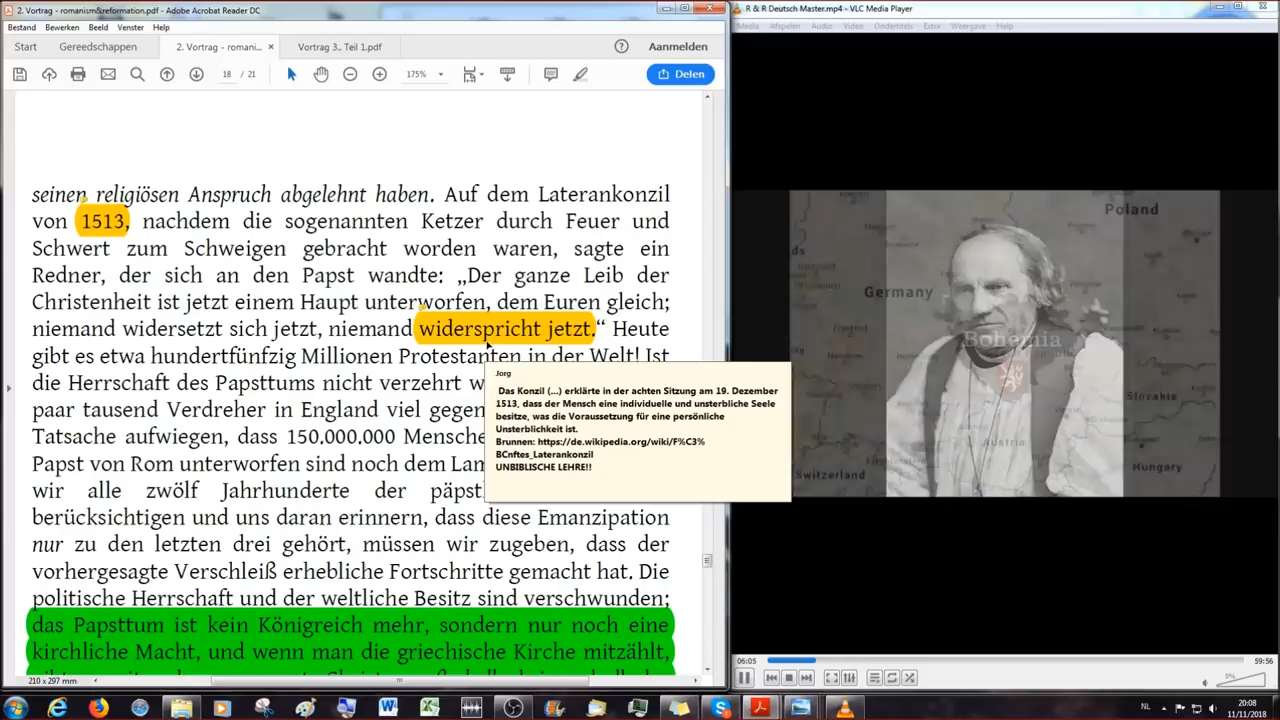 2. Vortrag - romanism&reformation.pdf - Adobe Acrobat Reader DC
Bestand Bewerken Beeld Venster Help
Start Gereedschappen 2. Vortrag - romani... × Vortrag 3.. Teil 1.pdf Aanmelden
18 / 21 175% Delen
seinen religiösen Anspruch abgelehnt haben. Auf dem Laterankonzil
von 1513, nachdem die sogenannten Ketzer durch Feuer und
Schwert zum Schweigen gebracht worden waren, sagte ein
Redner, der sich an den Papst wandte: „Der ganze Leib der
Christenheit ist jetzt einem Haupt unterworfen, dem Euren gleich;
niemand widersetzt sich jetzt, niemand widerspricht jetzt.“ Heute
gibt es etwa hundertfünfzig Millionen Protestanten in der Welt! Ist
die Herrschaft des Papsttums nicht verzehrt
paar tausend Verdreher in England viel
Tatsache aufwiegen, dass 150.000.000
Papst von Rom unterworfen sind noch dem
wir alle zwölf Jahrhunderte der
berücksichtigen und uns daran erinnern, dass diese Emanzipation
nur zu den letzten drei gehört, müssen wir zugeben, dass der
vorhergesagte Verschleiß erhebliche Fortschritte gemacht hat. Die
politische Herrschaft und der weltliche Besitz sind verschwunden;
das Papsttum ist kein Königreich mehr, sondern nur noch eine
kirchliche Macht, und wenn man die griechische Kirche mitzählt,
Jorg
Das Konzil (...) erklärte in der achten Sitzung am 19. Dezember
1513, dass der Mensch eine individuelle und unsterbliche Seele
besitze, was die Voraussetzung für eine persönliche
Unsterblichkeit ist.
Brunnen: https://de.wikipedia.org/wiki/F%C3%
BCnftes_Laterankonzil
UNBIBLISCHE LEHRE!!
210 x 297 mm
R & R Deutsch Master.mp4 - VLC Media Player
Media Afspelen Audio Video Ondertitels Extra Weergave Help
Poland
Germany
Bohemia
Slovakia
Austria
Switzerland
Hungary
06:05 59:56
0%
NL 20:08
11/11/2018